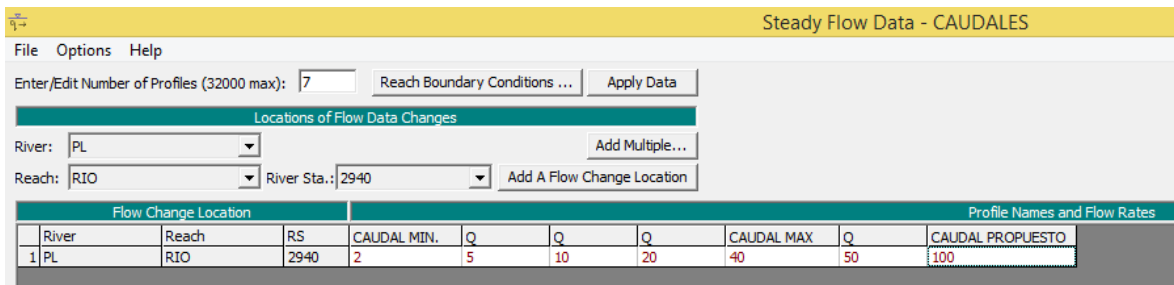 Steady Flow Data - CAUDALES
File Options Help
Enter/Edit Number of Profiles (32000 max): 7 Reach Boundary Conditions ... Apply Data
Locations of Flow Data Changes
River: PL Add Multiple...
Reach: RIO River Sta.: 2940 Add A Flow Change Location
Flow Change Location Profile Names and Flow Rates
River Reach RS CAUDAL MIN. Q Q Q CAUDAL MAX Q CAUDAL PROPUESTO
1 PL RIO 2940 2 5 10 20 40 50 100